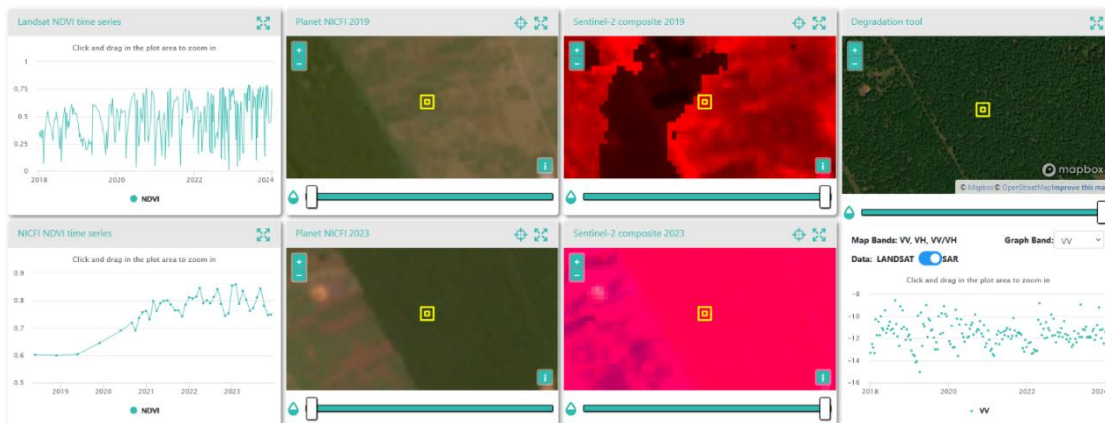 Landsat NDVI time series
Click and drag in the plot area to zoom in
1
0.75
0.5
0.25
0
2018 2020 2022 2024
NDVI
Planet NICFI 2019
+
−
i
Sentinel-2 composite 2019
+
−
i
Degradation tool
+
−
mapbox
© Mapbox © OpenStreetMap Improve this ma
NICFI NDVI time series
Click and drag in the plot area to zoom in
0.9
0.8
0.7
0.6
0.5
2019 2020 2021 2022 2023
NDVI
Planet NICFI 2023
+
−
i
Sentinel-2 composite 2023
+
−
i
Map Bands: VV, VH, VV/VH Graph Band: VV
Data: LANDSAT SAR
Click and drag in the plot area to zoom in
−8
−10
−12
−14
−16
2018 2020 2022 2024
VV